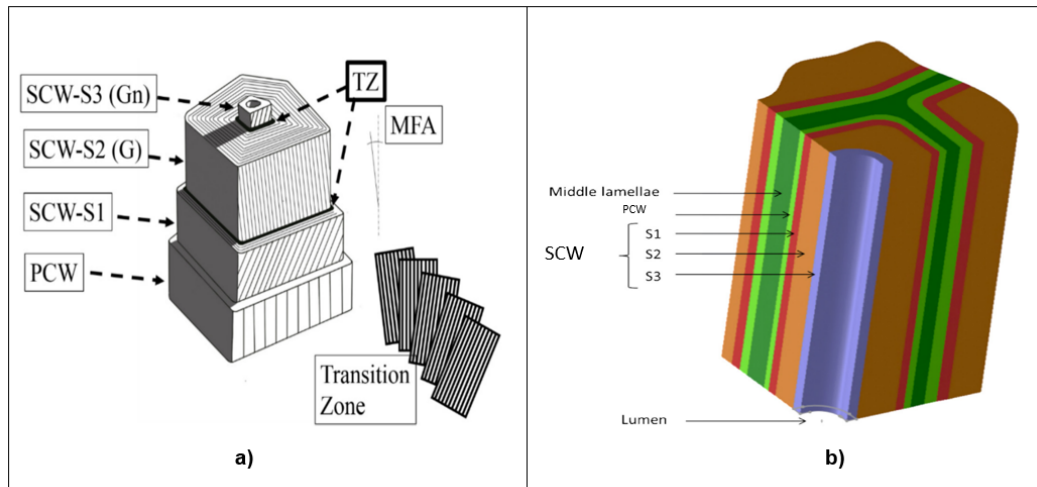 SCW-S3 (Gn)
TZ
MFA
SCW-S2 (G)
SCW-S1
PCW
Transition
Zone
a)
Middle lamellae
PCW
S1
SCW
S2
S3
Lumen
b)